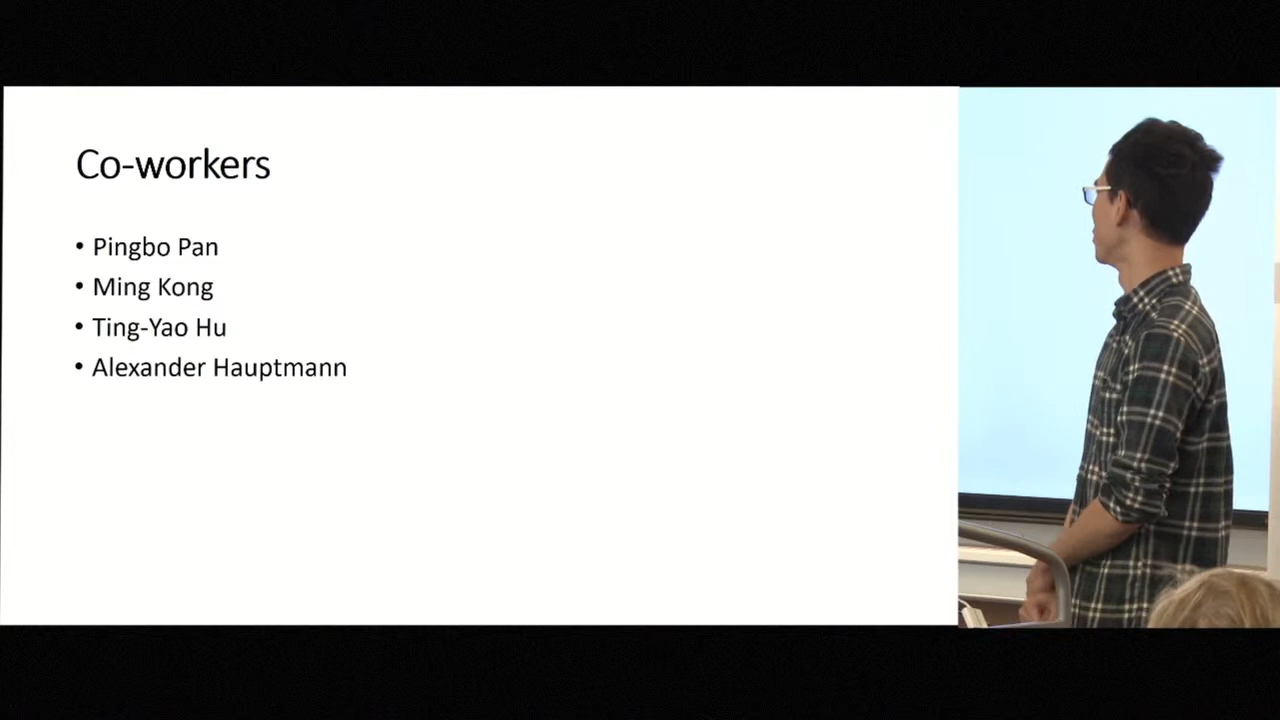 Co-workers
• Pingbo Pan
• Ming Kong
• Ting-Yao Hu
• Alexander Hauptmann